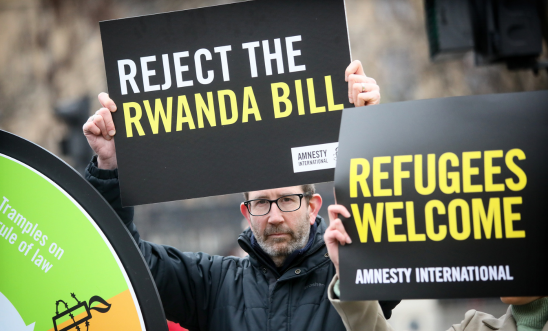 REJECT THE
RWANDA BILL
AMNESTY
INTERNATIONAL
REFUGEES
WELCOME
AMNESTY INTERNATIONAL
Tramples on
rule of law